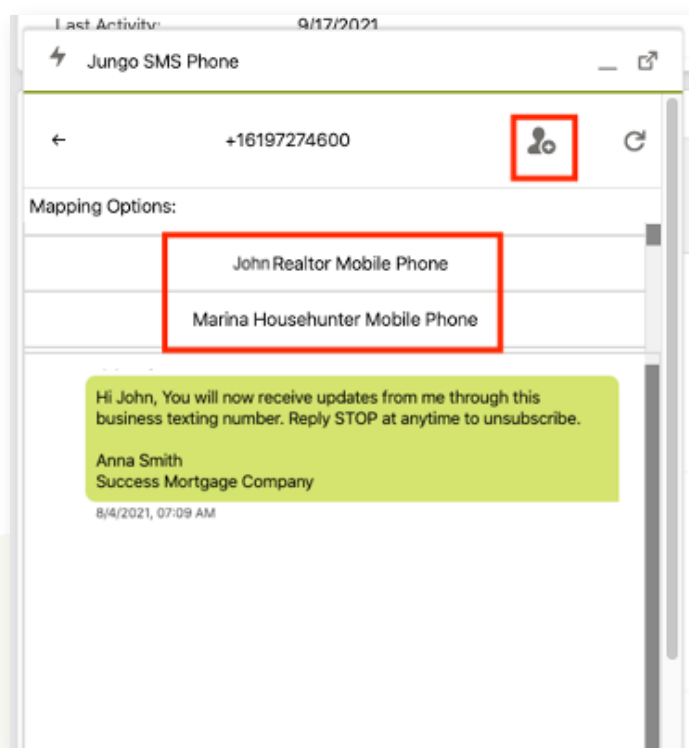 Last Activity: 9/17/2021
Jungo SMS Phone
+16197274600
Mapping Options:
John Realtor Mobile Phone
Marina Househunter Mobile Phone
Hi John, You will now receive updates from me through this
business texting number. Reply STOP at anytime to unsubscribe.
Anna Smith
Success Mortgage Company
8/4/2021, 07:09 AM